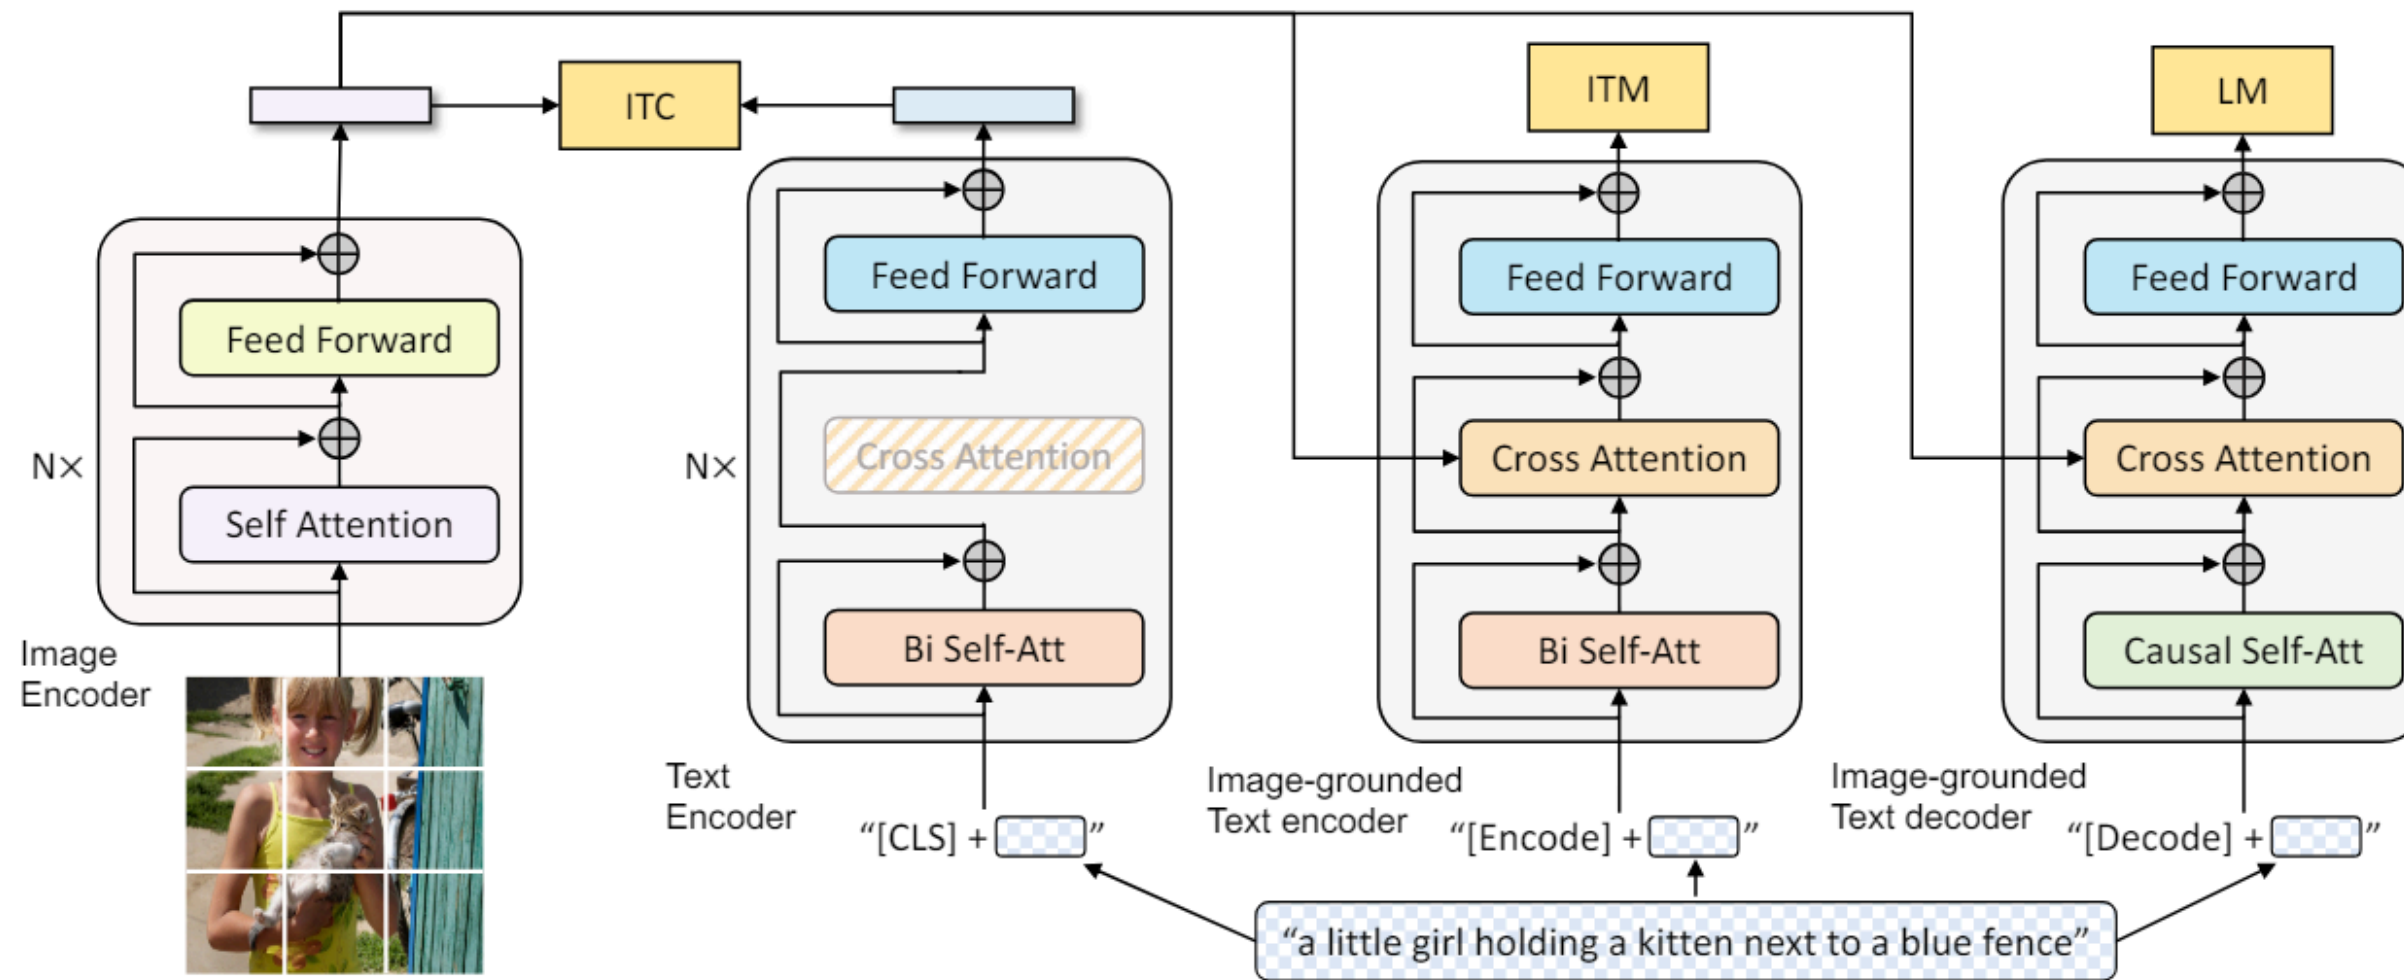 ITC
ITM
LM
Feed Forward
Self Attention
N×
Image
Encoder
Feed Forward
Cross Attention
Bi Self-Att
N×
Text
Encoder
“[CLS] + ”
Feed Forward
Cross Attention
Bi Self-Att
Image-grounded
Text encoder
“[Encode] + ”
Feed Forward
Cross Attention
Causal Self-Att
Image-grounded
Text decoder
“[Decode] + ”
“a little girl holding a kitten next to a blue fence”